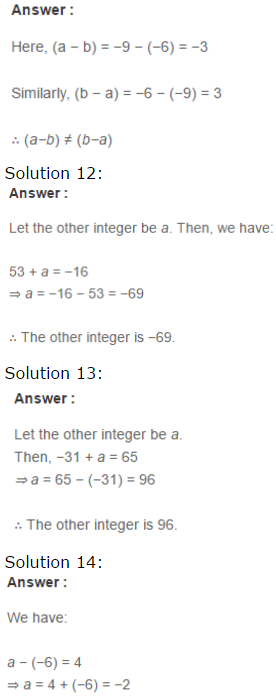 Answer :
Here, (a − b) = −9 − (−6) = −3
Similarly, (b − a) = −6 − (−9) = 3
∴ (a−b) ≠ (b−a)
Solution 12:
Answer :
Let the other integer be a. Then, we have:
53 + a = −16
⇒ a = −16 − 53 = −69
∴ The other integer is −69.
Solution 13:
Answer :
Let the other integer be a.
Then, −31 + a = 65
⇒ a = 65 − (−31) = 96
∴ The other integer is 96.
Solution 14:
Answer :
We have:
a − (−6) = 4
⇒ a = 4 + (−6) = −2